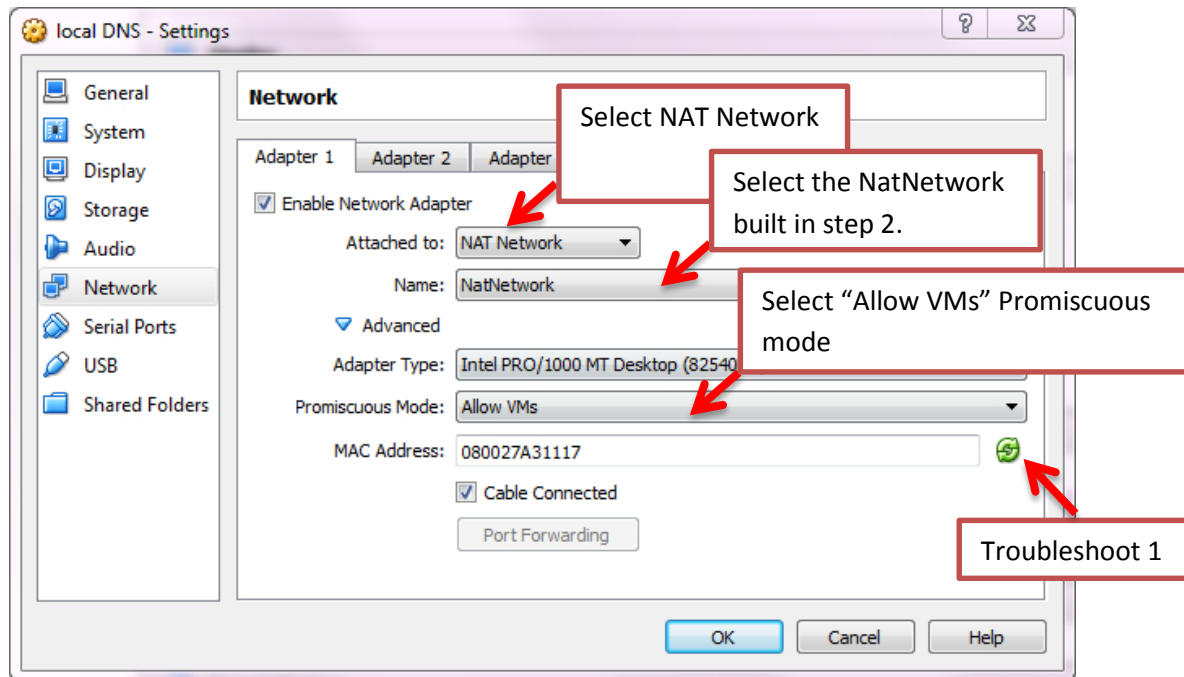 local DNS - Settings
General
System
Display
Storage
Audio
Network
Serial Ports
USB
Shared Folders
Network
Adapter 1
Adapter 2
Adapter
Enable Network Adapter
Attached to: NAT Network
Name: NatNetwork
Advanced
Adapter Type: Intel PRO/1000 MT Desktop (82540
Promiscuous Mode: Allow VMs
MAC Address: 080027A31117
Cable Connected
Port Forwarding
Select NAT Network
Select the NatNetwork
built in step 2.
Select “Allow VMs” Promiscuous
mode
Troubleshoot 1
OK
Cancel
Help